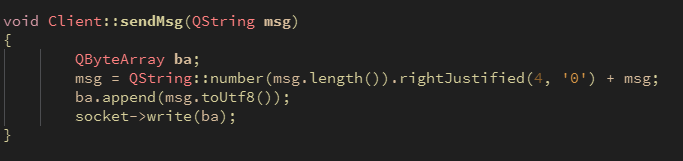 void Client::sendMsg(QString msg)
{
QByteArray ba;
msg = QString::number(msg.length()).rightJustified(4, '0') + msg;
ba.append(msg.toUtf8());
socket->write(ba);
}